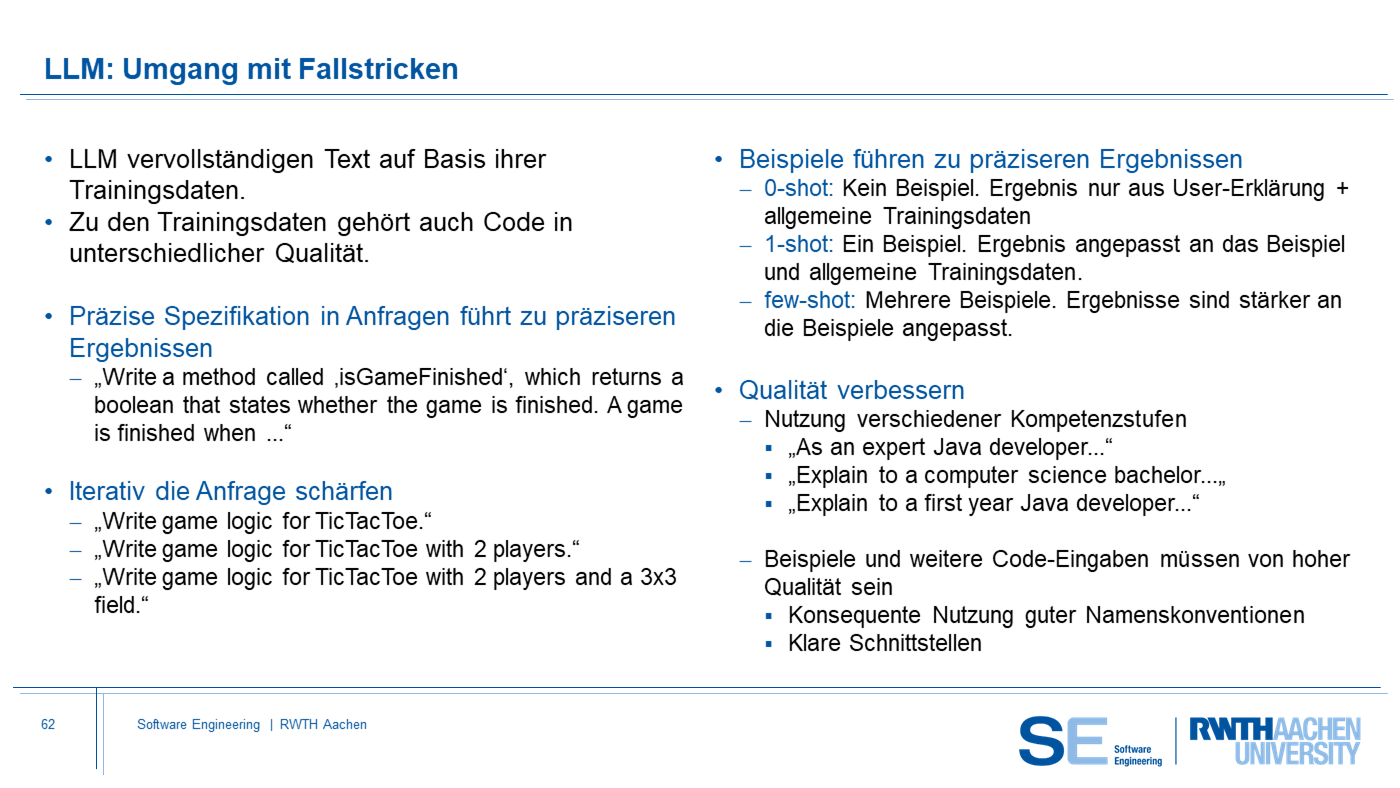 LLM: Umgang mit Fallstricken
• LLM vervollständigen Text auf Basis ihrer
Trainingsdaten.
• Zu den Trainingsdaten gehört auch Code in
unterschiedlicher Qualität.
• Präzise Spezifikation in Anfragen führt zu präziseren
Ergebnissen
– „Write a method called ‚isGameFinished‘, which returns a
boolean that states whether the game is finished. A game
is finished when ...“
• Iterativ die Anfrage schärfen
– „Write game logic for TicTacToe.“
– „Write game logic for TicTacToe with 2 players.“
– „Write game logic for TicTacToe with 2 players and a 3x3
field.“
• Beispiele führen zu präziseren Ergebnissen
– 0-shot: Kein Beispiel. Ergebnis nur aus User-Erklärung +
allgemeine Trainingsdaten
– 1-shot: Ein Beispiel. Ergebnis angepasst an das Beispiel
und allgemeine Trainingsdaten.
– few-shot: Mehrere Beispiele. Ergebnisse sind stärker an
die Beispiele angepasst.
• Qualität verbessern
– Nutzung verschiedener Kompetenzstufen
▪ „As an expert Java developer...“
▪ „Explain to a computer science bachelor...„
▪ „Explain to a first year Java developer...“
– Beispiele und weitere Code-Eingaben müssen von hoher
Qualität sein
▪ Konsequente Nutzung guter Namenskonventionen
▪ Klare Schnittstellen
62
Software Engineering | RWTH Aachen
SE Software
Engineering
RWTHAACHEN
UNIVERSITY